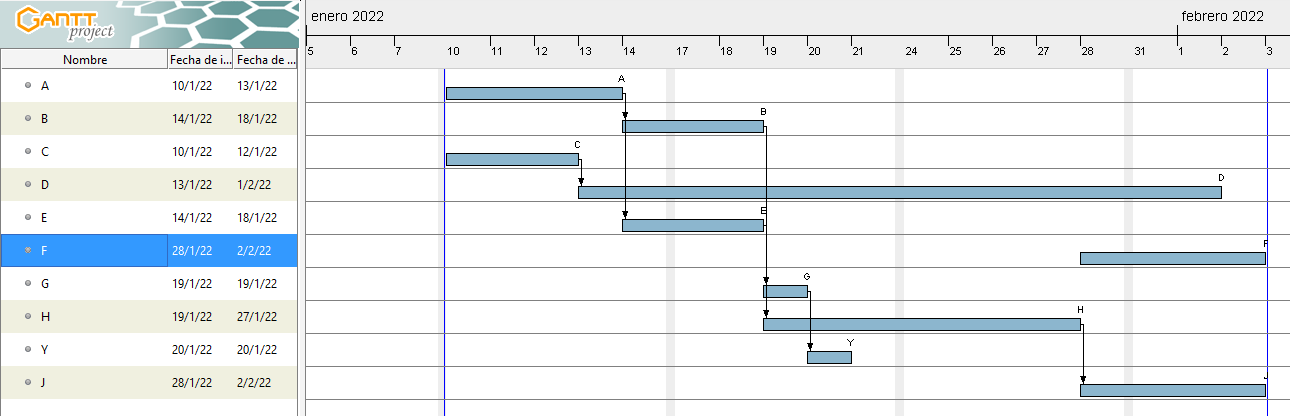 GANTT
project
enero 2022 febrero 2022
5 6 7 10 11 12 13 14 17 18 19 20 21 24 25 26 27 28 31 1 2 3
Nombre Fecha de i... Fecha de ...
A 10/1/22 13/1/22 A
B 14/1/22 18/1/22 B
C 10/1/22 12/1/22 C
D 13/1/22 1/2/22 D
E 14/1/22 18/1/22 E
F 28/1/22 2/2/22 F
G 19/1/22 19/1/22 G
H 19/1/22 27/1/22 H
Y 20/1/22 20/1/22 Y
J 28/1/22 2/2/22 J